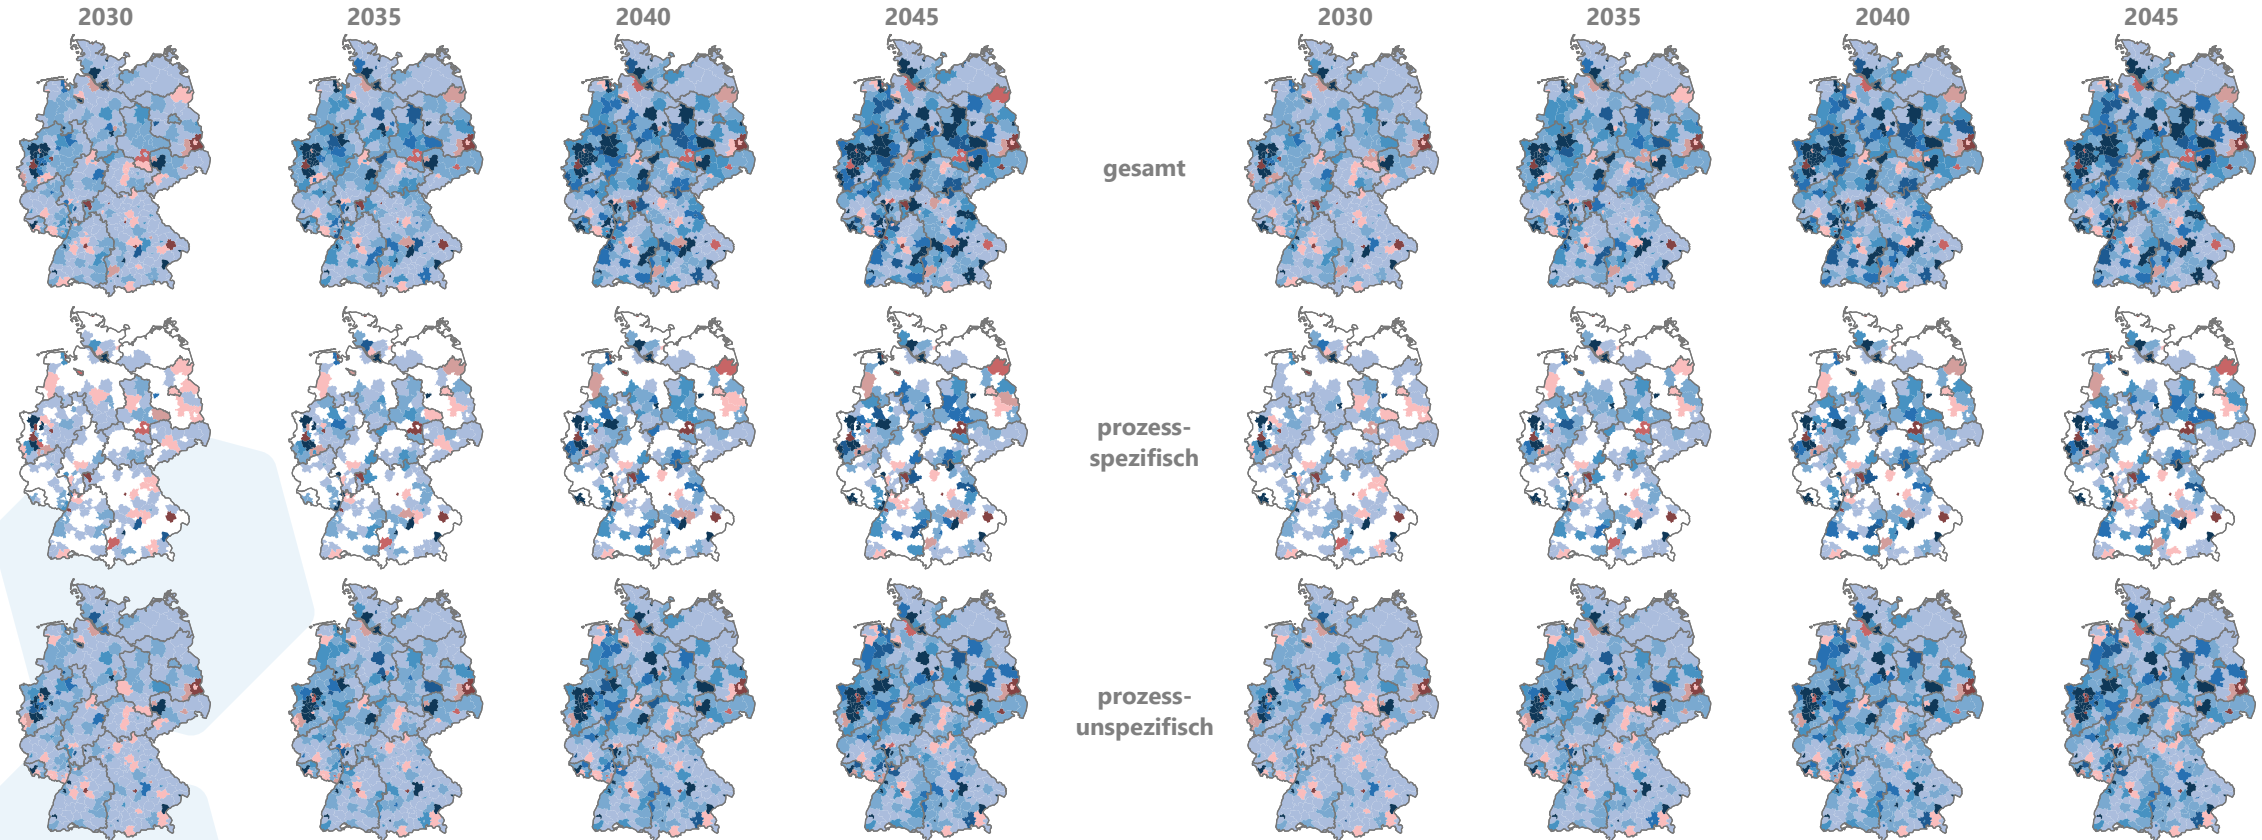 2030 2035 2040 2045 2030 2035 2040 2045
gesamt
prozess-
spezifisch
prozess-
unspezifisch